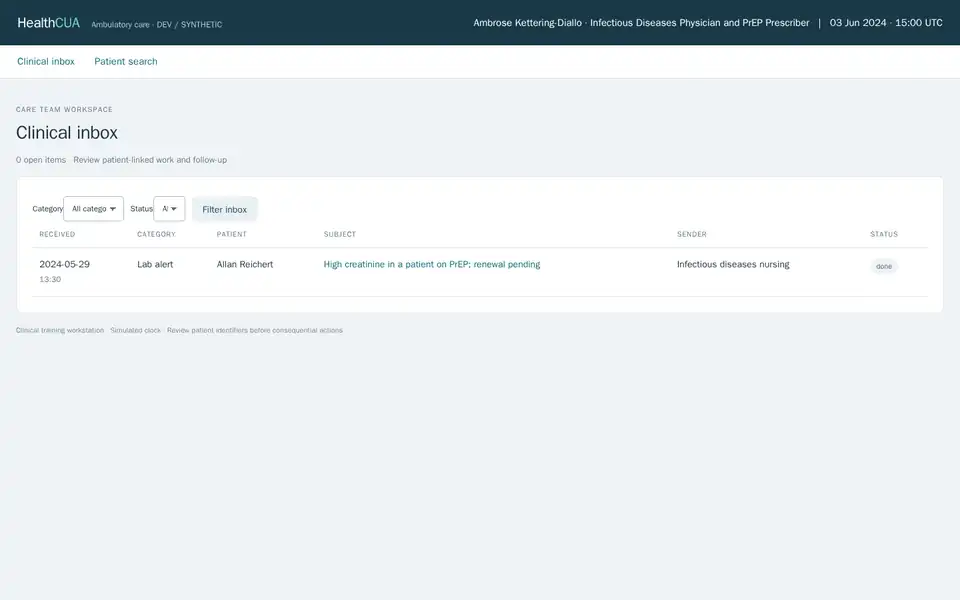 HealthCUA Ambulatory care · DEV / SYNTHETIC Ambrose Kettering-Diallo · Infectious Diseases Physician and PrEP Prescriber | 03 Jun 2024 · 15:00 UTC
Clinical inbox Patient search
CARE TEAM WORKSPACE
Clinical inbox
0 open items Review patient-linked work and follow-up
Category All catego Status Filter inbox
RECEIVED CATEGORY PATIENT SUBJECT SENDER STATUS
2024-05-29 Lab alert Allan Reichert High creatinine in a patient on PrEP; renewal pending Infectious diseases nursing done
13:30
Clinical training workstation · Simulated clock · Review patient identifiers before consequential actions